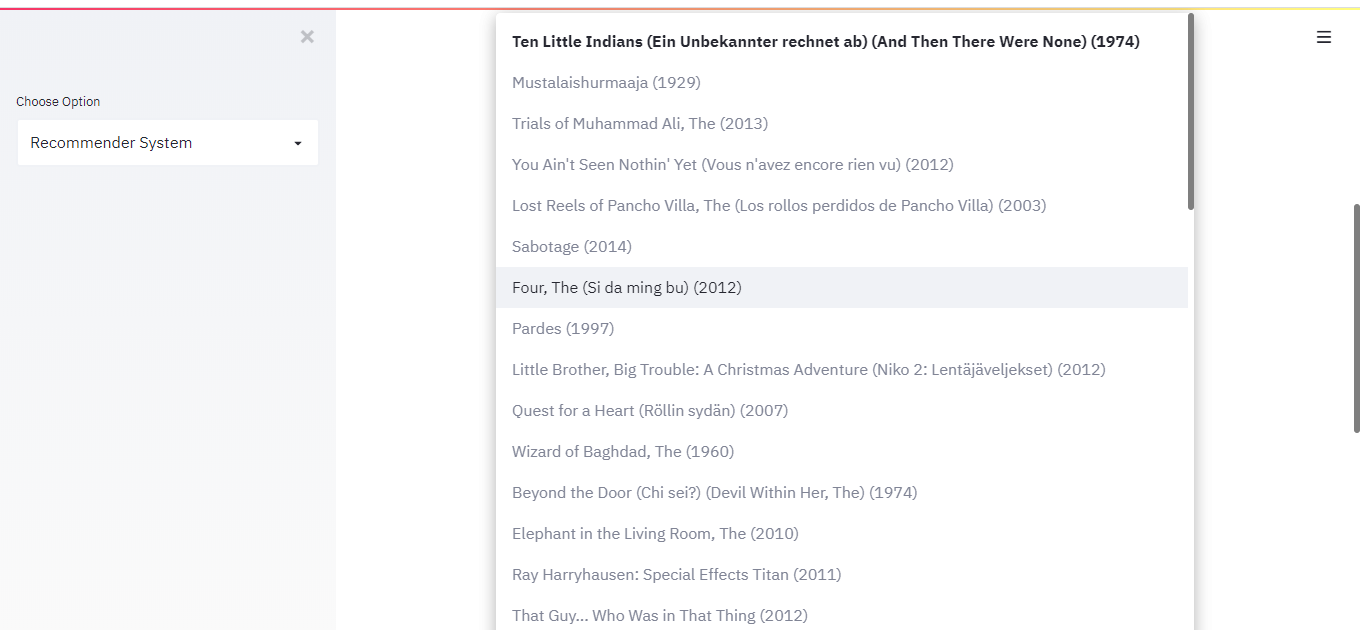 Choose Option
Recommender System
Ten Little Indians (Ein Unbekannter rechnet ab) (And Then There Were None) (1974)
Mustalaishurmaaja (1929)
Trials of Muhammad Ali, The (2013)
You Ain't Seen Nothin' Yet (Vous n'avez encore rien vu) (2012)
Lost Reels of Pancho Villa, The (Los rollos perdidos de Pancho Villa) (2003)
Sabotage (2014)
Four, The (Si da ming bu) (2012)
Pardes (1997)
Little Brother, Big Trouble: A Christmas Adventure (Niko 2: Lentäjäveljekset) (2012)
Quest for a Heart (Röllin sydän) (2007)
Wizard of Baghdad, The (1960)
Beyond the Door (Chi sei?) (Devil Within Her, The) (1974)
Elephant in the Living Room, The (2010)
Ray Harryhausen: Special Effects Titan (2011)
That Guy... Who Was in That Thing (2012)